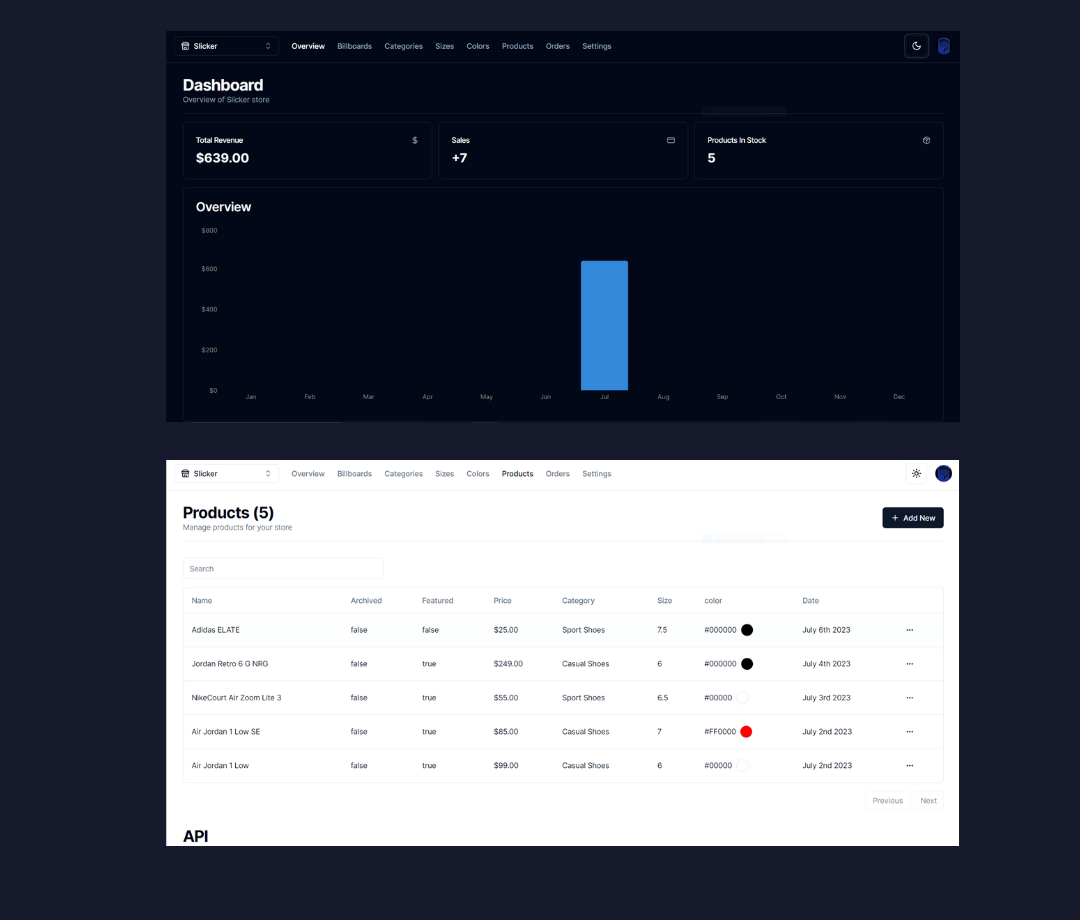 Slicker Overview Billboards Categories Sizes Colors Products Orders Settings
Dashboard
Overview of Slicker store
Total Revenue $
$639.00
Sales
+7
Products In Stock
5
Overview
$800
$600
$400
$200
$0
Jan Feb Mar Apr May Jun Jul Aug Sep Oct Nov Dec
Slicker Overview Billboards Categories Sizes Colors Products Orders Settings
Products (5)
Manage products for your store
+ Add New
Search
Name Archived Featured Price Category Size color Date
Adidas ELATE false false $25.00 Sport Shoes 7.5 #000000 July 6th 2023 ...
Jordan Retro 6 G NRG false true $249.00 Casual Shoes 6 #000000 July 4th 2023 ...
NikeCourt Air Zoom Lite 3 false true $55.00 Sport Shoes 6.5 #00000 July 3rd 2023 ...
Air Jordan 1 Low SE false true $85.00 Casual Shoes 7 #FF0000 July 2nd 2023 ...
Air Jordan 1 Low false true $99.00 Casual Shoes 6 #00000 July 2nd 2023 ...
Previous Next
API